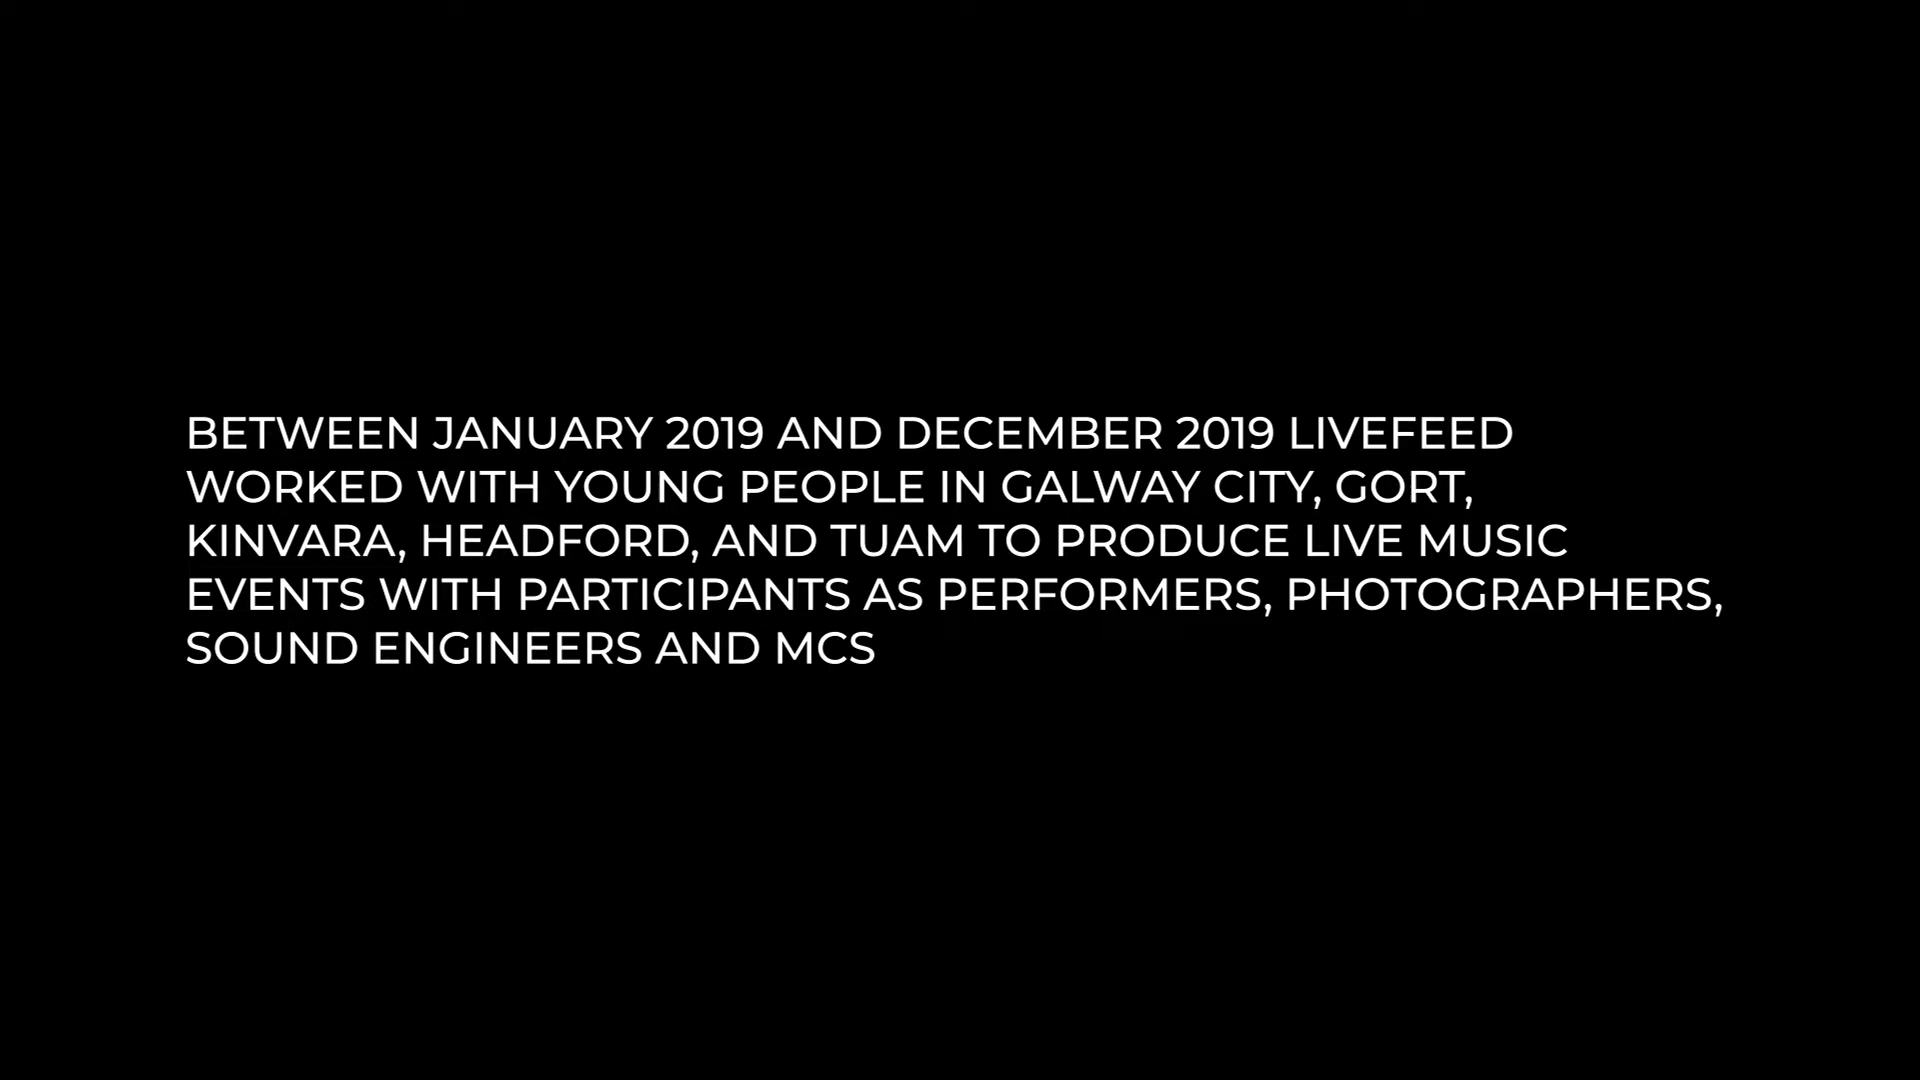 BETWEEN JANUARY 2019 AND DECEMBER 2019 LIVEFEED
WORKED WITH YOUNG PEOPLE IN GALWAY CITY, GORT,
KINVARA, HEADFORD, AND TUAM TO PRODUCE LIVE MUSIC
EVENTS WITH PARTICIPANTS AS PERFORMERS, PHOTOGRAPHERS,
SOUND ENGINEERS AND MCS